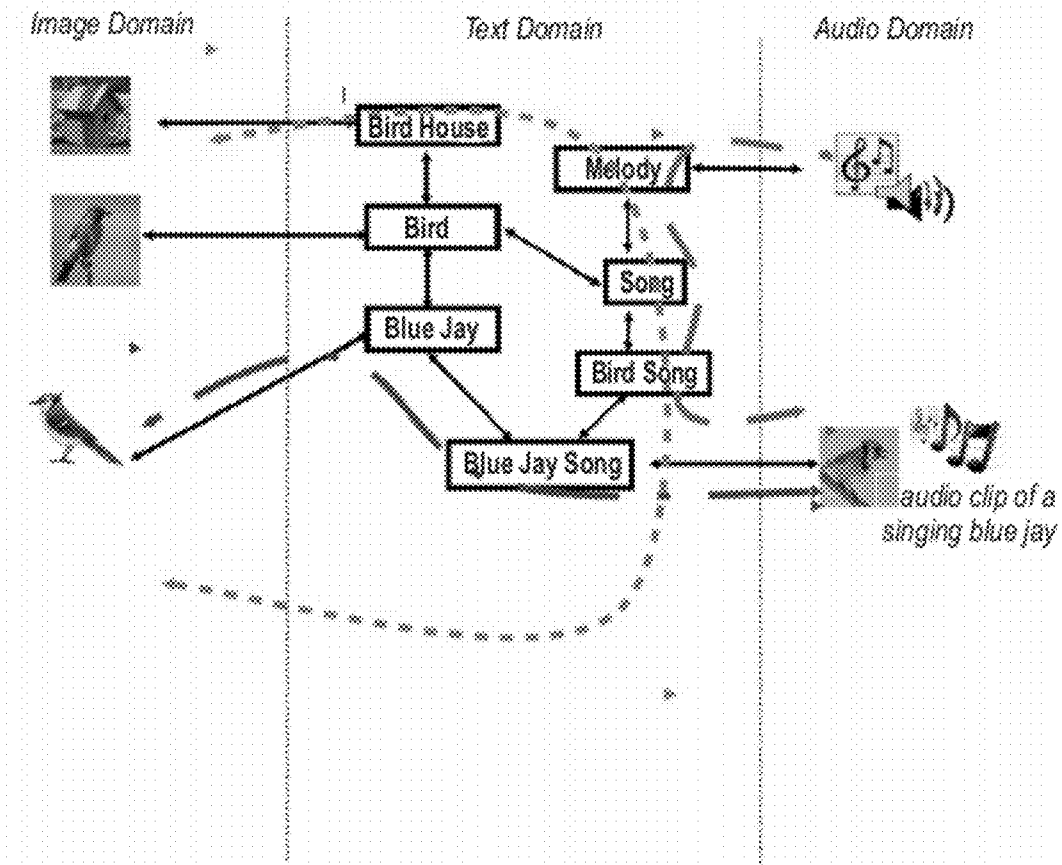 Image Domain
Text Domain
Audio Domain
Bird House
Melody
Bird
Song
Blue Jay
Bird Song
Blue Jay Song
audio clip of a
singing blue jay